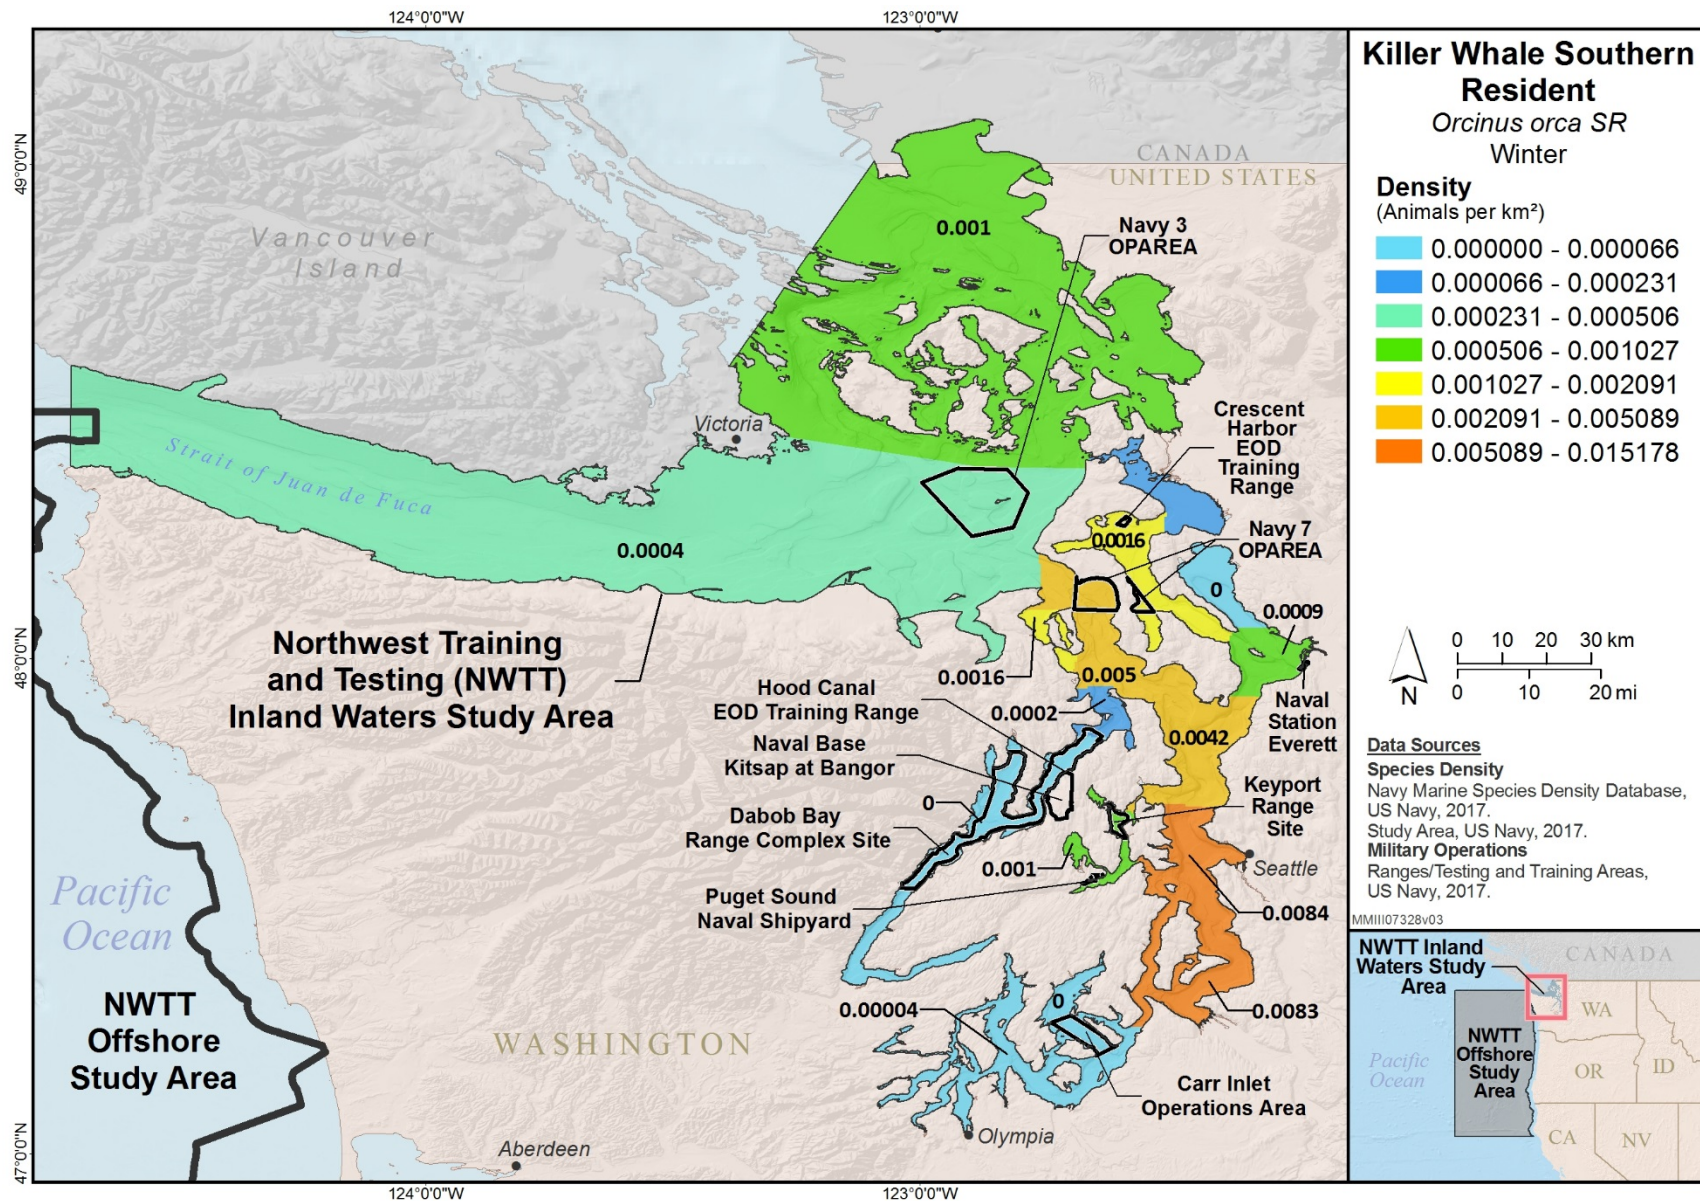 124°0'0"W
123°0'0"W
49°0'0"N
48°0'0"N
47°0'0"N
CANADA
UNITED STATES
Vancouver
Island
0.001
Navy 3
OPAREA
Victoria
Strait of Juan de Fuca
0.0004
Crescent
Harbor
EOD
Training
Range
0.0016
Navy 7
OPAREA
0
0.0009
Northwest Training
and Testing (NWTT)
Inland Waters Study Area
0.0016
0.005
Hood Canal
EOD Training Range
0.0002
Naval
Station
Everett
0.0042
Naval Base
Kitsap at Bangor
Keyport
Range
Site
0
Dabob Bay
Range Complex Site
0.001
Seattle
Puget Sound
Naval Shipyard
0.0084
Pacific
Ocean
0.00004
0
0.0083
NWTT
Offshore
Study Area
WASHINGTON
Carr Inlet
Operations Area
Olympia
Aberdeen
124°0'0"W
123°0'0"W
Killer Whale Southern
Resident
Orcinus orca SR
Winter
Density
(Animals per km²)
0.000000 - 0.000066
0.000066 - 0.000231
0.000231 - 0.000506
0.000506 - 0.001027
0.001027 - 0.002091
0.002091 - 0.005089
0.005089 - 0.015178
N
0 10 20 30 km
0 10 20 mi
Data Sources
Species Density
Navy Marine Species Density Database,
US Navy, 2017.
Study Area, US Navy, 2017.
Military Operations
Ranges/Testing and Training Areas,
US Navy, 2017.
MMIII07328v03
NWTT Inland
Waters Study
Area
CANADA
WA
NWTT
Offshore
Study
Area
Pacific
Ocean
OR
ID
CA
NV